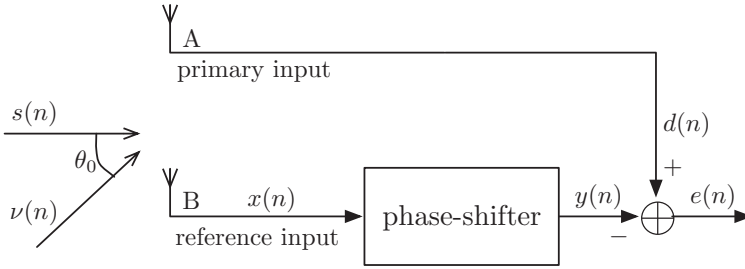 A
primary input
s(n)
θ₀
ν(n)
d(n)
+
B
x(n)
reference input
phase-shifter
y(n)
−
e(n)